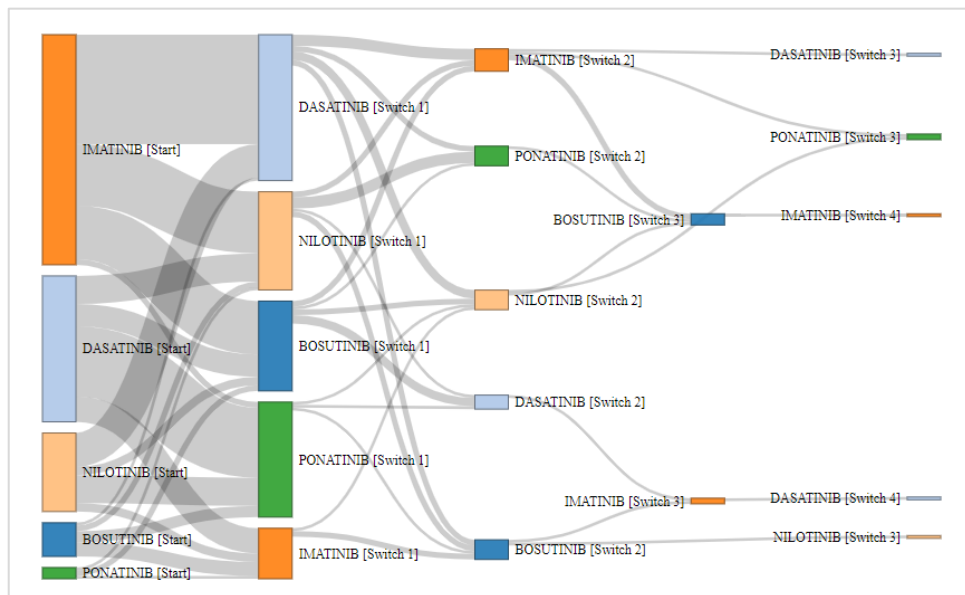 IMATINIB [Start]
DASATINIB [Start]
NILOTINIB [Start]
BOSUTINIB [Start]
PONATINIB [Start]
DASATINIB [Switch 1]
NILOTINIB [Switch 1]
BOSUTINIB [Switch 1]
PONATINIB [Switch 1]
IMATINIB [Switch 1]
IMATINIB [Switch 2]
PONATINIB [Switch 2]
NILOTINIB [Switch 2]
DASATINIB [Switch 2]
BOSUTINIB [Switch 2]
BOSUTINIB [Switch 3]
IMATINIB [Switch 3]
DASATINIB [Switch 3]
PONATINIB [Switch 3]
IMATINIB [Switch 4]
DASATINIB [Switch 4]
NILOTINIB [Switch 3]